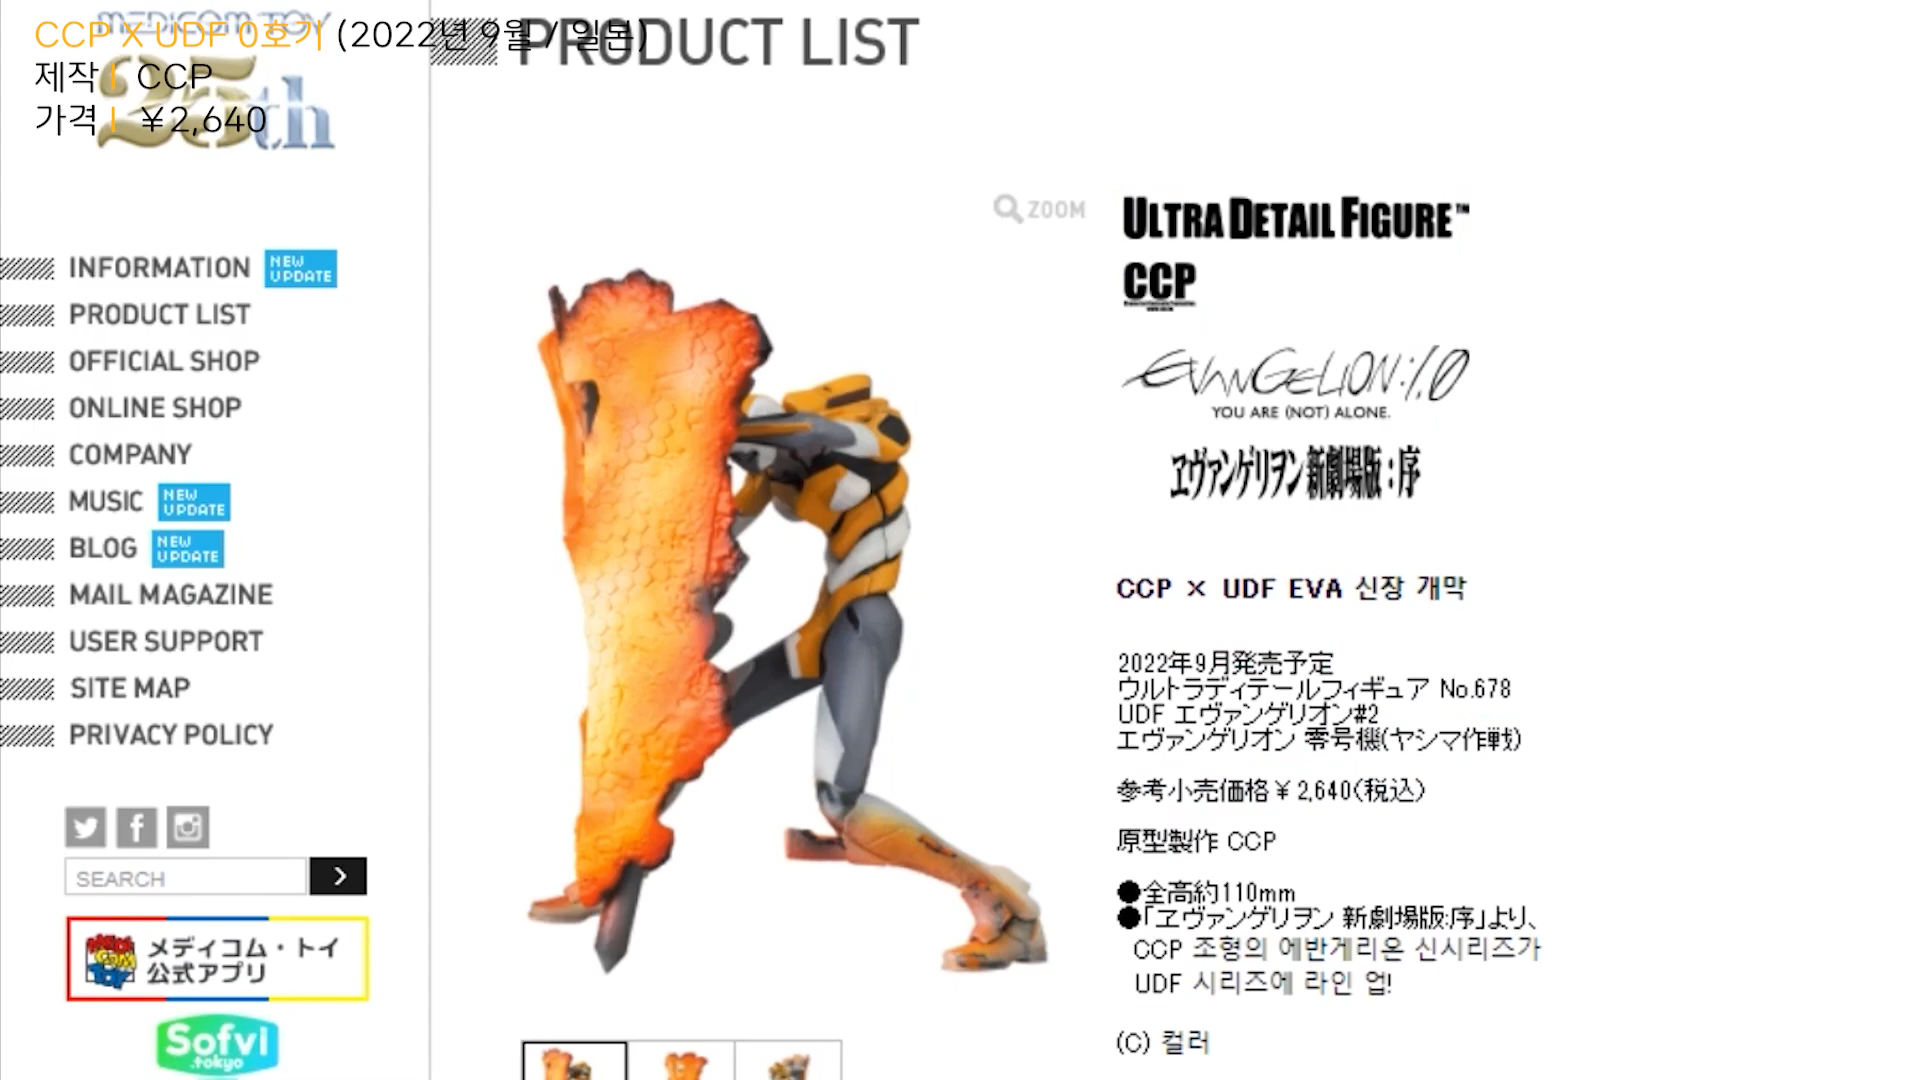 MEDICOM TOY
25th
CCP X UDF 0호기 (2022년 9월 / 일본)
제작 | CCP
가격 | ￥2,640
PRODUCT LIST
INFORMATION NEW UPDATE
PRODUCT LIST
OFFICIAL SHOP
ONLINE SHOP
COMPANY
MUSIC NEW UPDATE
BLOG NEW UPDATE
MAIL MAGAZINE
USER SUPPORT
SITE MAP
PRIVACY POLICY
SEARCH
メディコム・トイ
公式アプリ
Sofvi
.tokyo
ZOOM
ULTRA DETAIL FIGURE™
CCP
EVANGELION:1.0
YOU ARE (NOT) ALONE.
ヱヴァンゲリヲン 新劇場版:序
CCP × UDF EVA 신장 개막
2022年9月発売予定
ウルトラディテールフィギュア No.678
UDF エヴァンゲリオン#2
エヴァンゲリオン 零号機(ヤシマ作戦)
参考小売価格￥2,640(税込)
原型製作 CCP
●全高約110mm
●「ヱヴァンゲリヲン 新劇場版:序」より、
CCP 조형의 에반게리온 신시리즈가
UDF 시리즈에 라인 업!
(C) 컬러